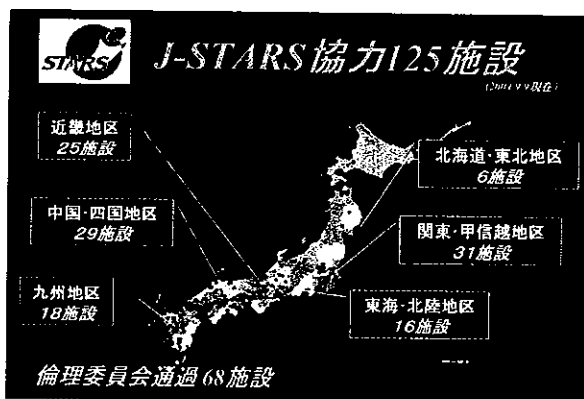 STARS
J-STARS協力125施設
近畿地区
25施設
北海道・東北地区
6施設
中国・四国地区
29施設
関東・甲信越地区
31施設
九州地区
18施設
東海・北陸地区
16施設
倫理委員会通過68施設